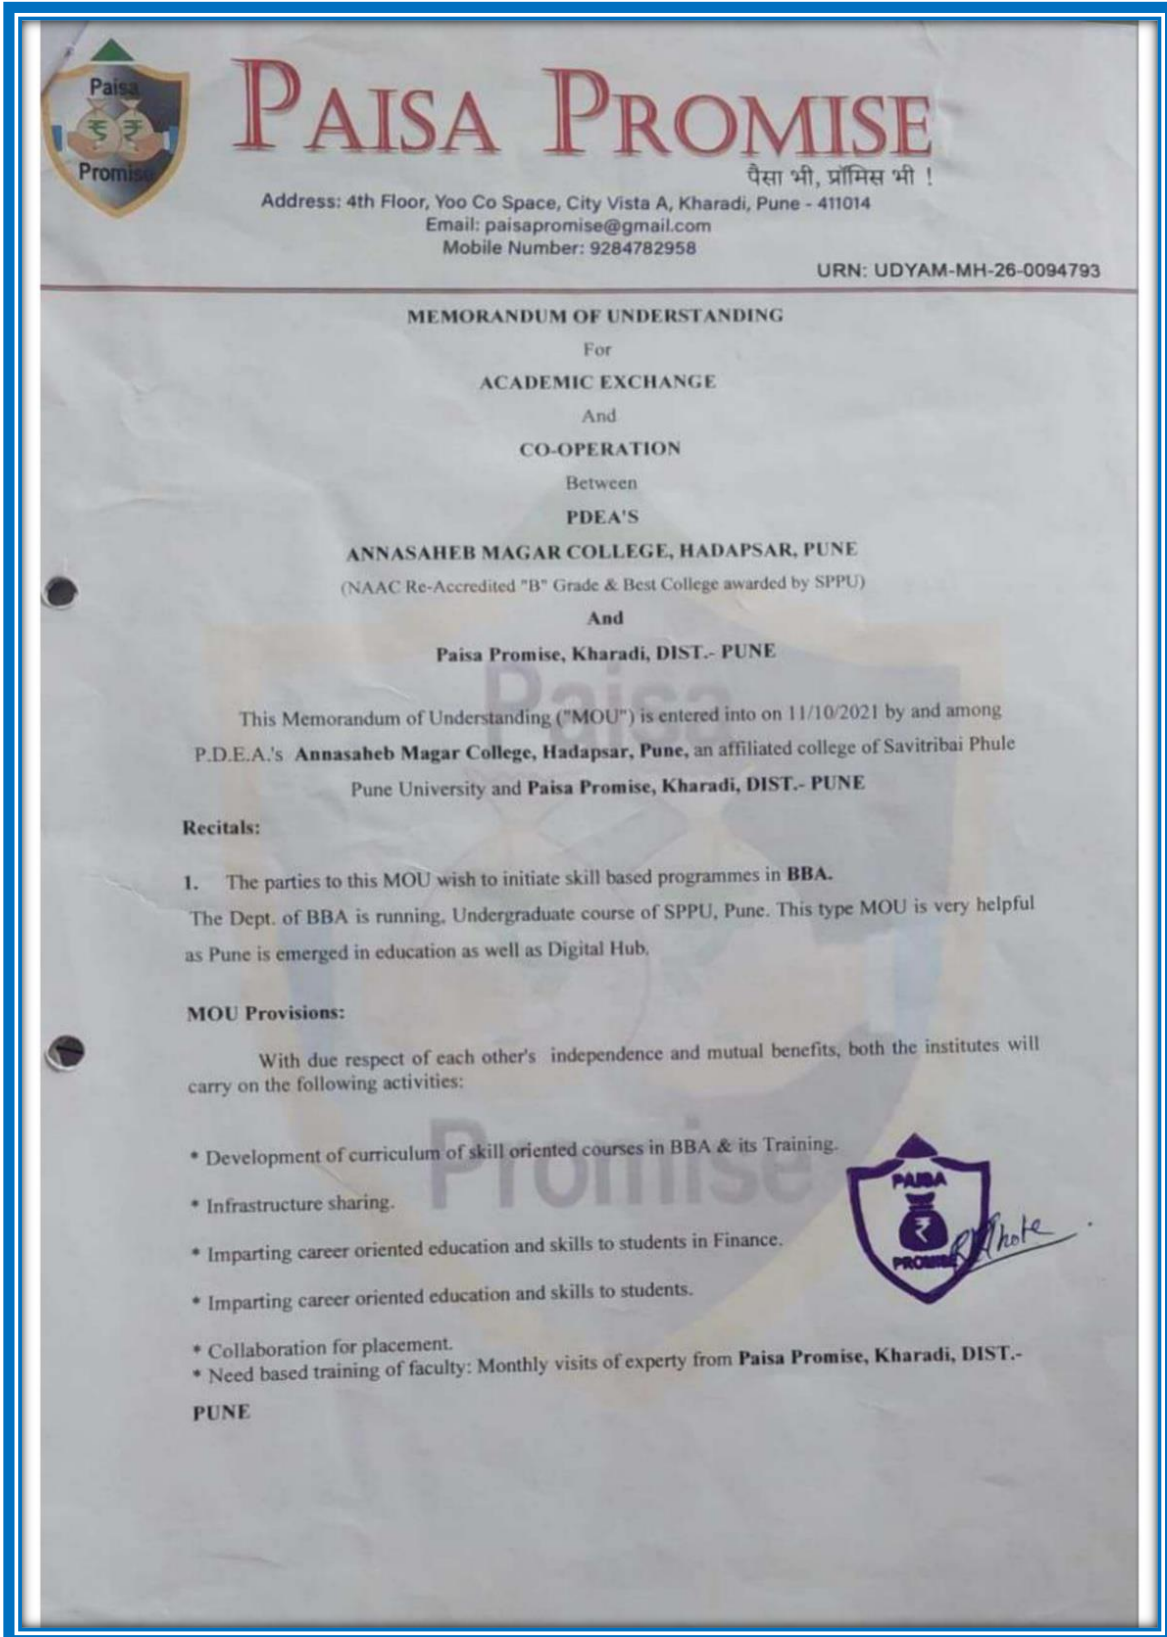 Paisa
Promise
PAISA PROMISE
पैसा भी, प्रॉमिस भी !
Address: 4th Floor, Yoo Co Space, City Vista A, Kharadi, Pune - 411014
Email: paisapromise@gmail.com
Mobile Number: 9284782958
URN: UDYAM-MH-26-0094793
MEMORANDUM OF UNDERSTANDING
For
ACADEMIC EXCHANGE
And
CO-OPERATION
Between
PDEA'S
ANNASAHEB MAGAR COLLEGE, HADAPSAR, PUNE
(NAAC Re-Accredited "B" Grade & Best College awarded by SPPU)
And
Paisa Promise, Kharadi, DIST.- PUNE
Paisa
This Memorandum of Understanding ("MOU") is entered into on 11/10/2021 by and among
P.D.E.A.'s Annasaheb Magar College, Hadapsar, Pune, an affiliated college of Savitribai Phule
Pune University and Paisa Promise, Kharadi, DIST.- PUNE
Recitals:
1. The parties to this MOU wish to initiate skill based programmes in BBA.
The Dept. of BBA is running, Undergraduate course of SPPU, Pune. This type MOU is very helpful
as Pune is emerged in education as well as Digital Hub.
MOU Provisions:
With due respect of each other's independence and mutual benefits, both the institutes will
carry on the following activities:
* Development of curriculum of skill oriented courses in BBA & its Training.
Promise
* Infrastructure sharing.
* Imparting career oriented education and skills to students in Finance.
* Imparting career oriented education and skills to students.
* Collaboration for placement.
* Need based training of faculty: Monthly visits of experty from Paisa Promise, Kharadi, DIST.-
PUNE
PAISA
PROMISE